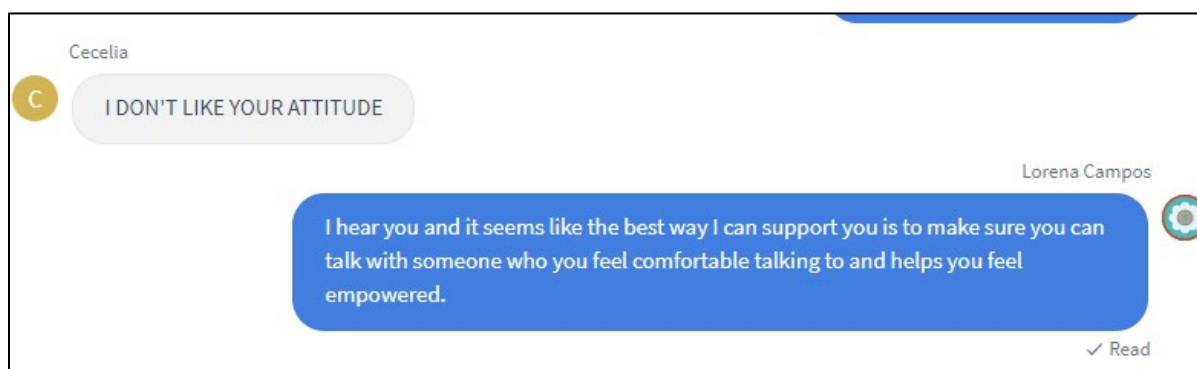 Cecelia
C
I DON'T LIKE YOUR ATTITUDE
Lorena Campos
I hear you and it seems like the best way I can support you is to make sure you can
talk with someone who you feel comfortable talking to and helps you feel
empowered.
✓ Read